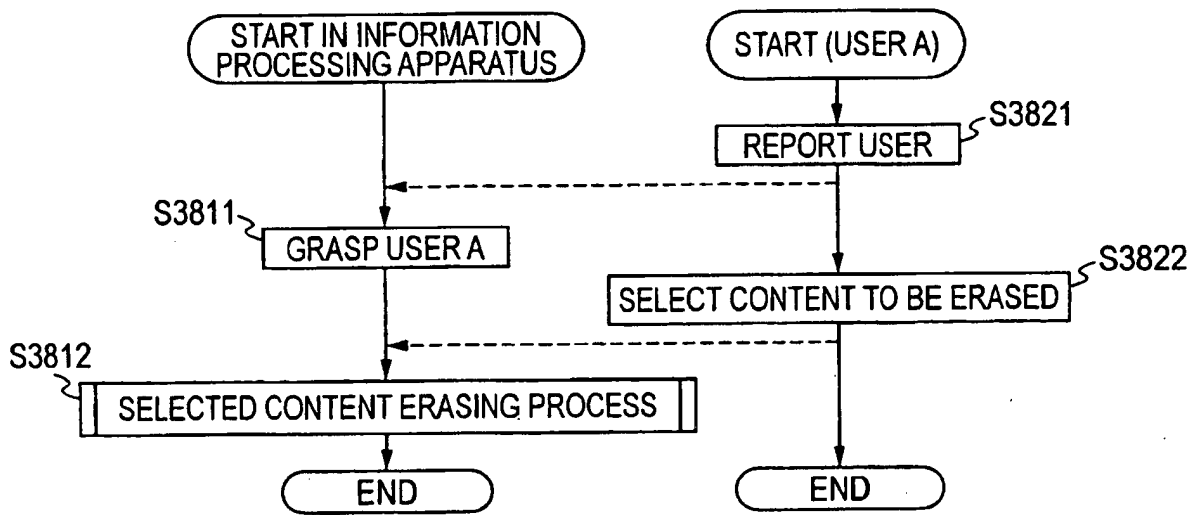 START IN INFORMATION
PROCESSING APPARATUS
START (USER A)
S3821
REPORT USER
S3811
GRASP USER A
S3822
SELECT CONTENT TO BE ERASED
S3812
SELECTED CONTENT ERASING PROCESS
END
END